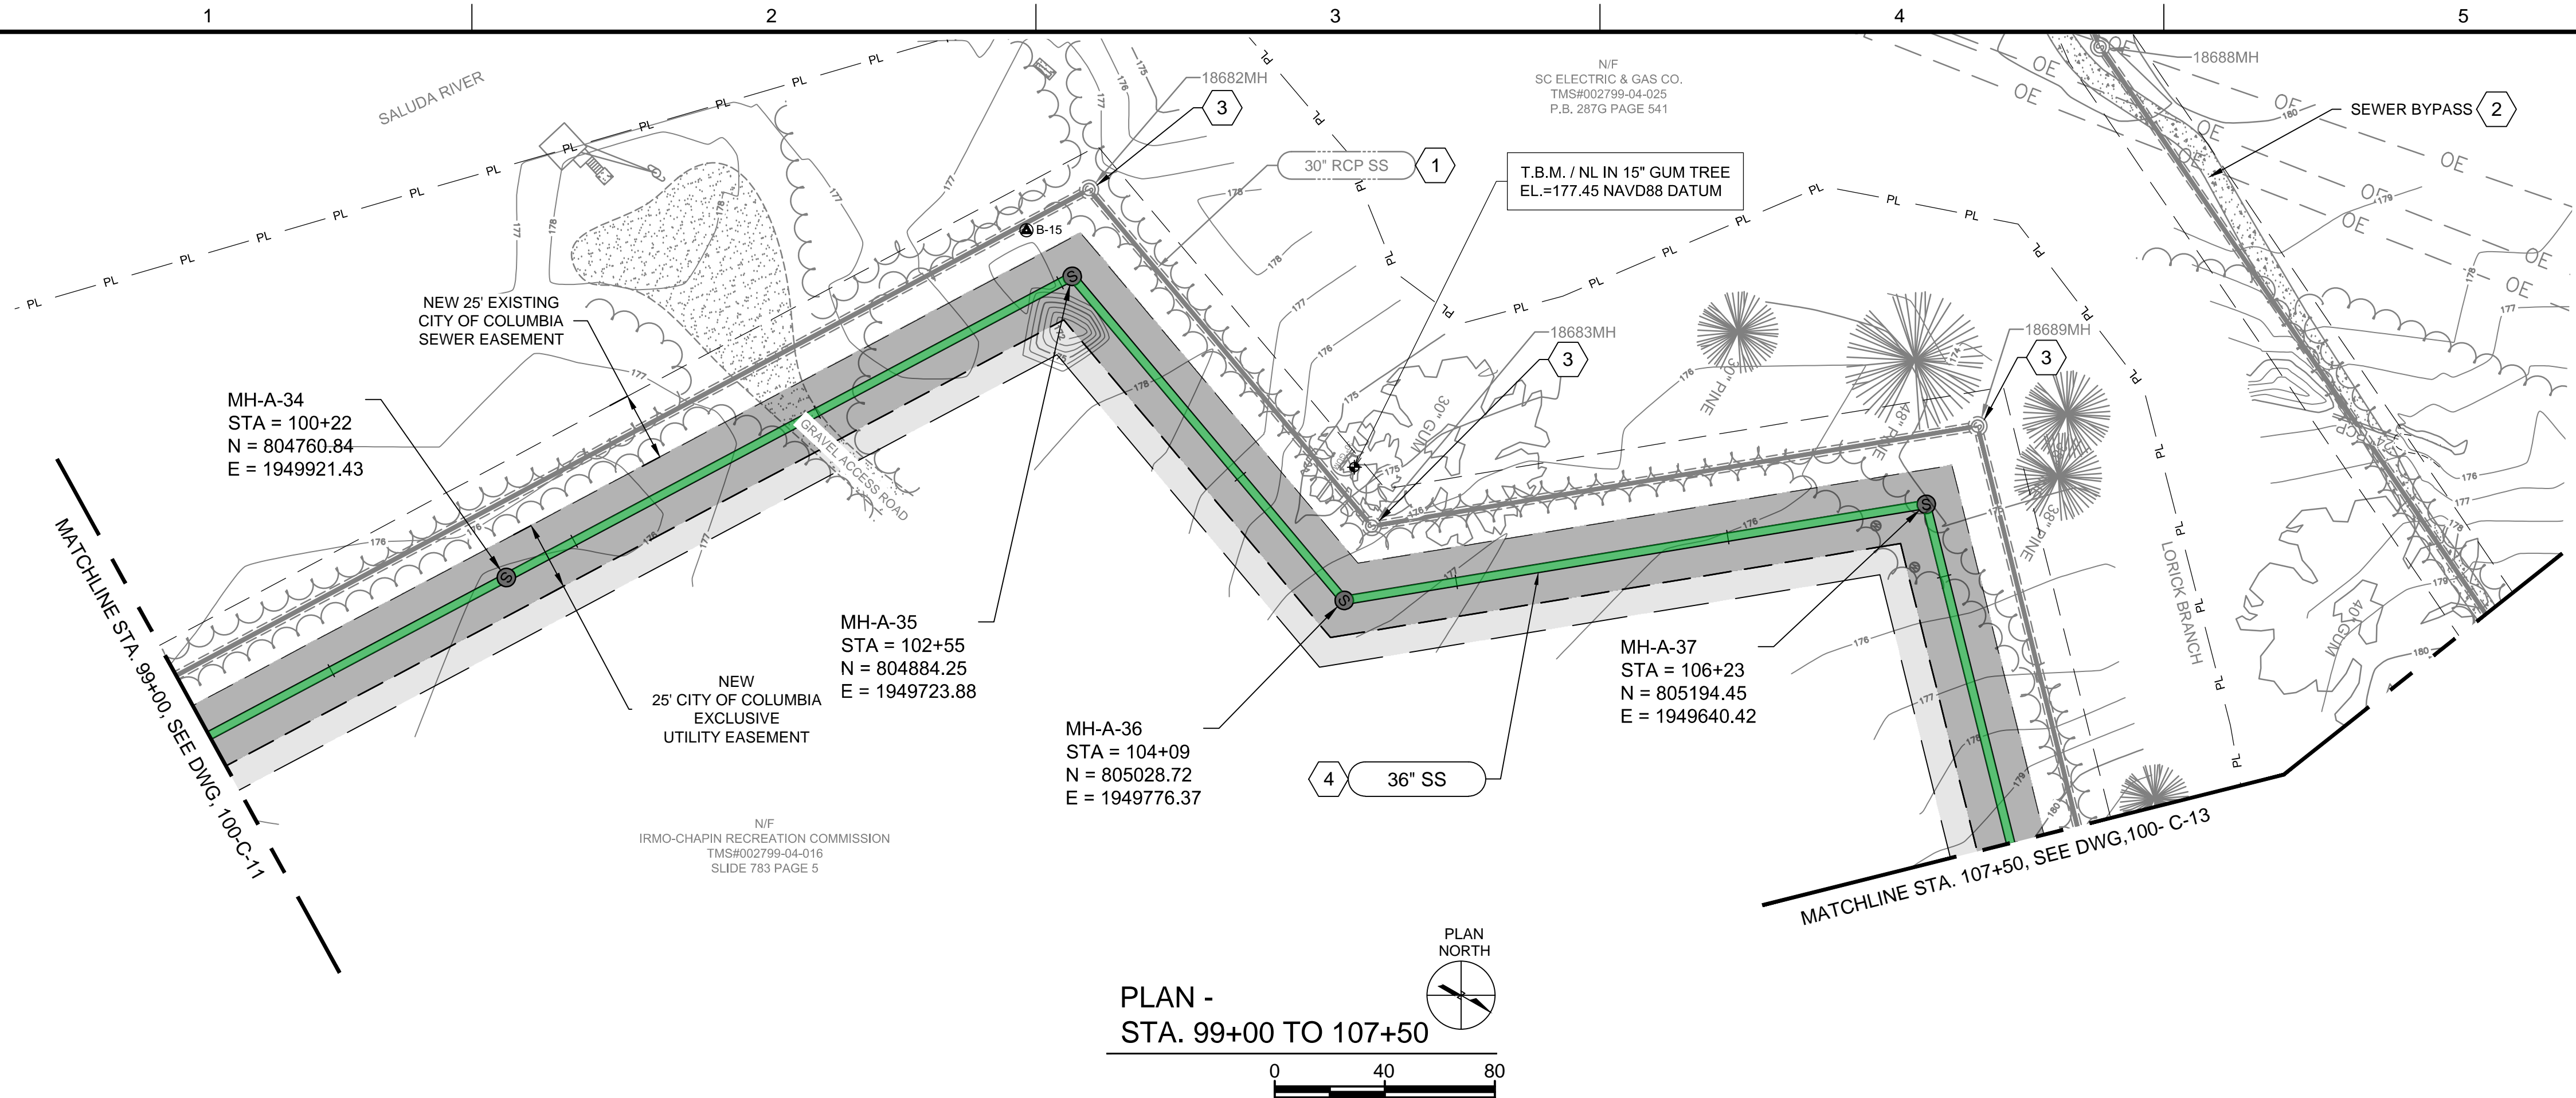 1
2
3
4
5
SALUDA RIVER
18682MH
3
N/F
SC ELECTRIC & GAS CO.
TMS#002799-04-025
P.B. 287G PAGE 541
18688MH
SEWER BYPASS
2
30" RCP SS
1
T.B.M. / NL IN 15" GUM TREE
EL.=177.45 NAVD88 DATUM
B-15
NEW 25' EXISTING
CITY OF COLUMBIA
SEWER EASEMENT
18683MH
3
18689MH
3
30" PINE
48" PINE
30" GUM
38" PINE
40" GUM
LORICK BRANCH
GRAVEL ACCESS ROAD
MH-A-34
STA = 100+22
N = 804760.84
E = 1949921.43
MATCHLINE STA. 99+00, SEE DWG, 100-C-11
MH-A-35
STA = 102+55
N = 804884.25
E = 1949723.88
NEW
25' CITY OF COLUMBIA
EXCLUSIVE
UTILITY EASEMENT
MH-A-36
STA = 104+09
N = 805028.72
E = 1949776.37
MH-A-37
STA = 106+23
N = 805194.45
E = 1949640.42
4
36" SS
N/F
IRMO-CHAPIN RECREATION COMMISSION
TMS#002799-04-016
SLIDE 783 PAGE 5
MATCHLINE STA. 107+50, SEE DWG,100- C-13
PLAN
NORTH
PLAN -
STA. 99+00 TO 107+50
0
40
80